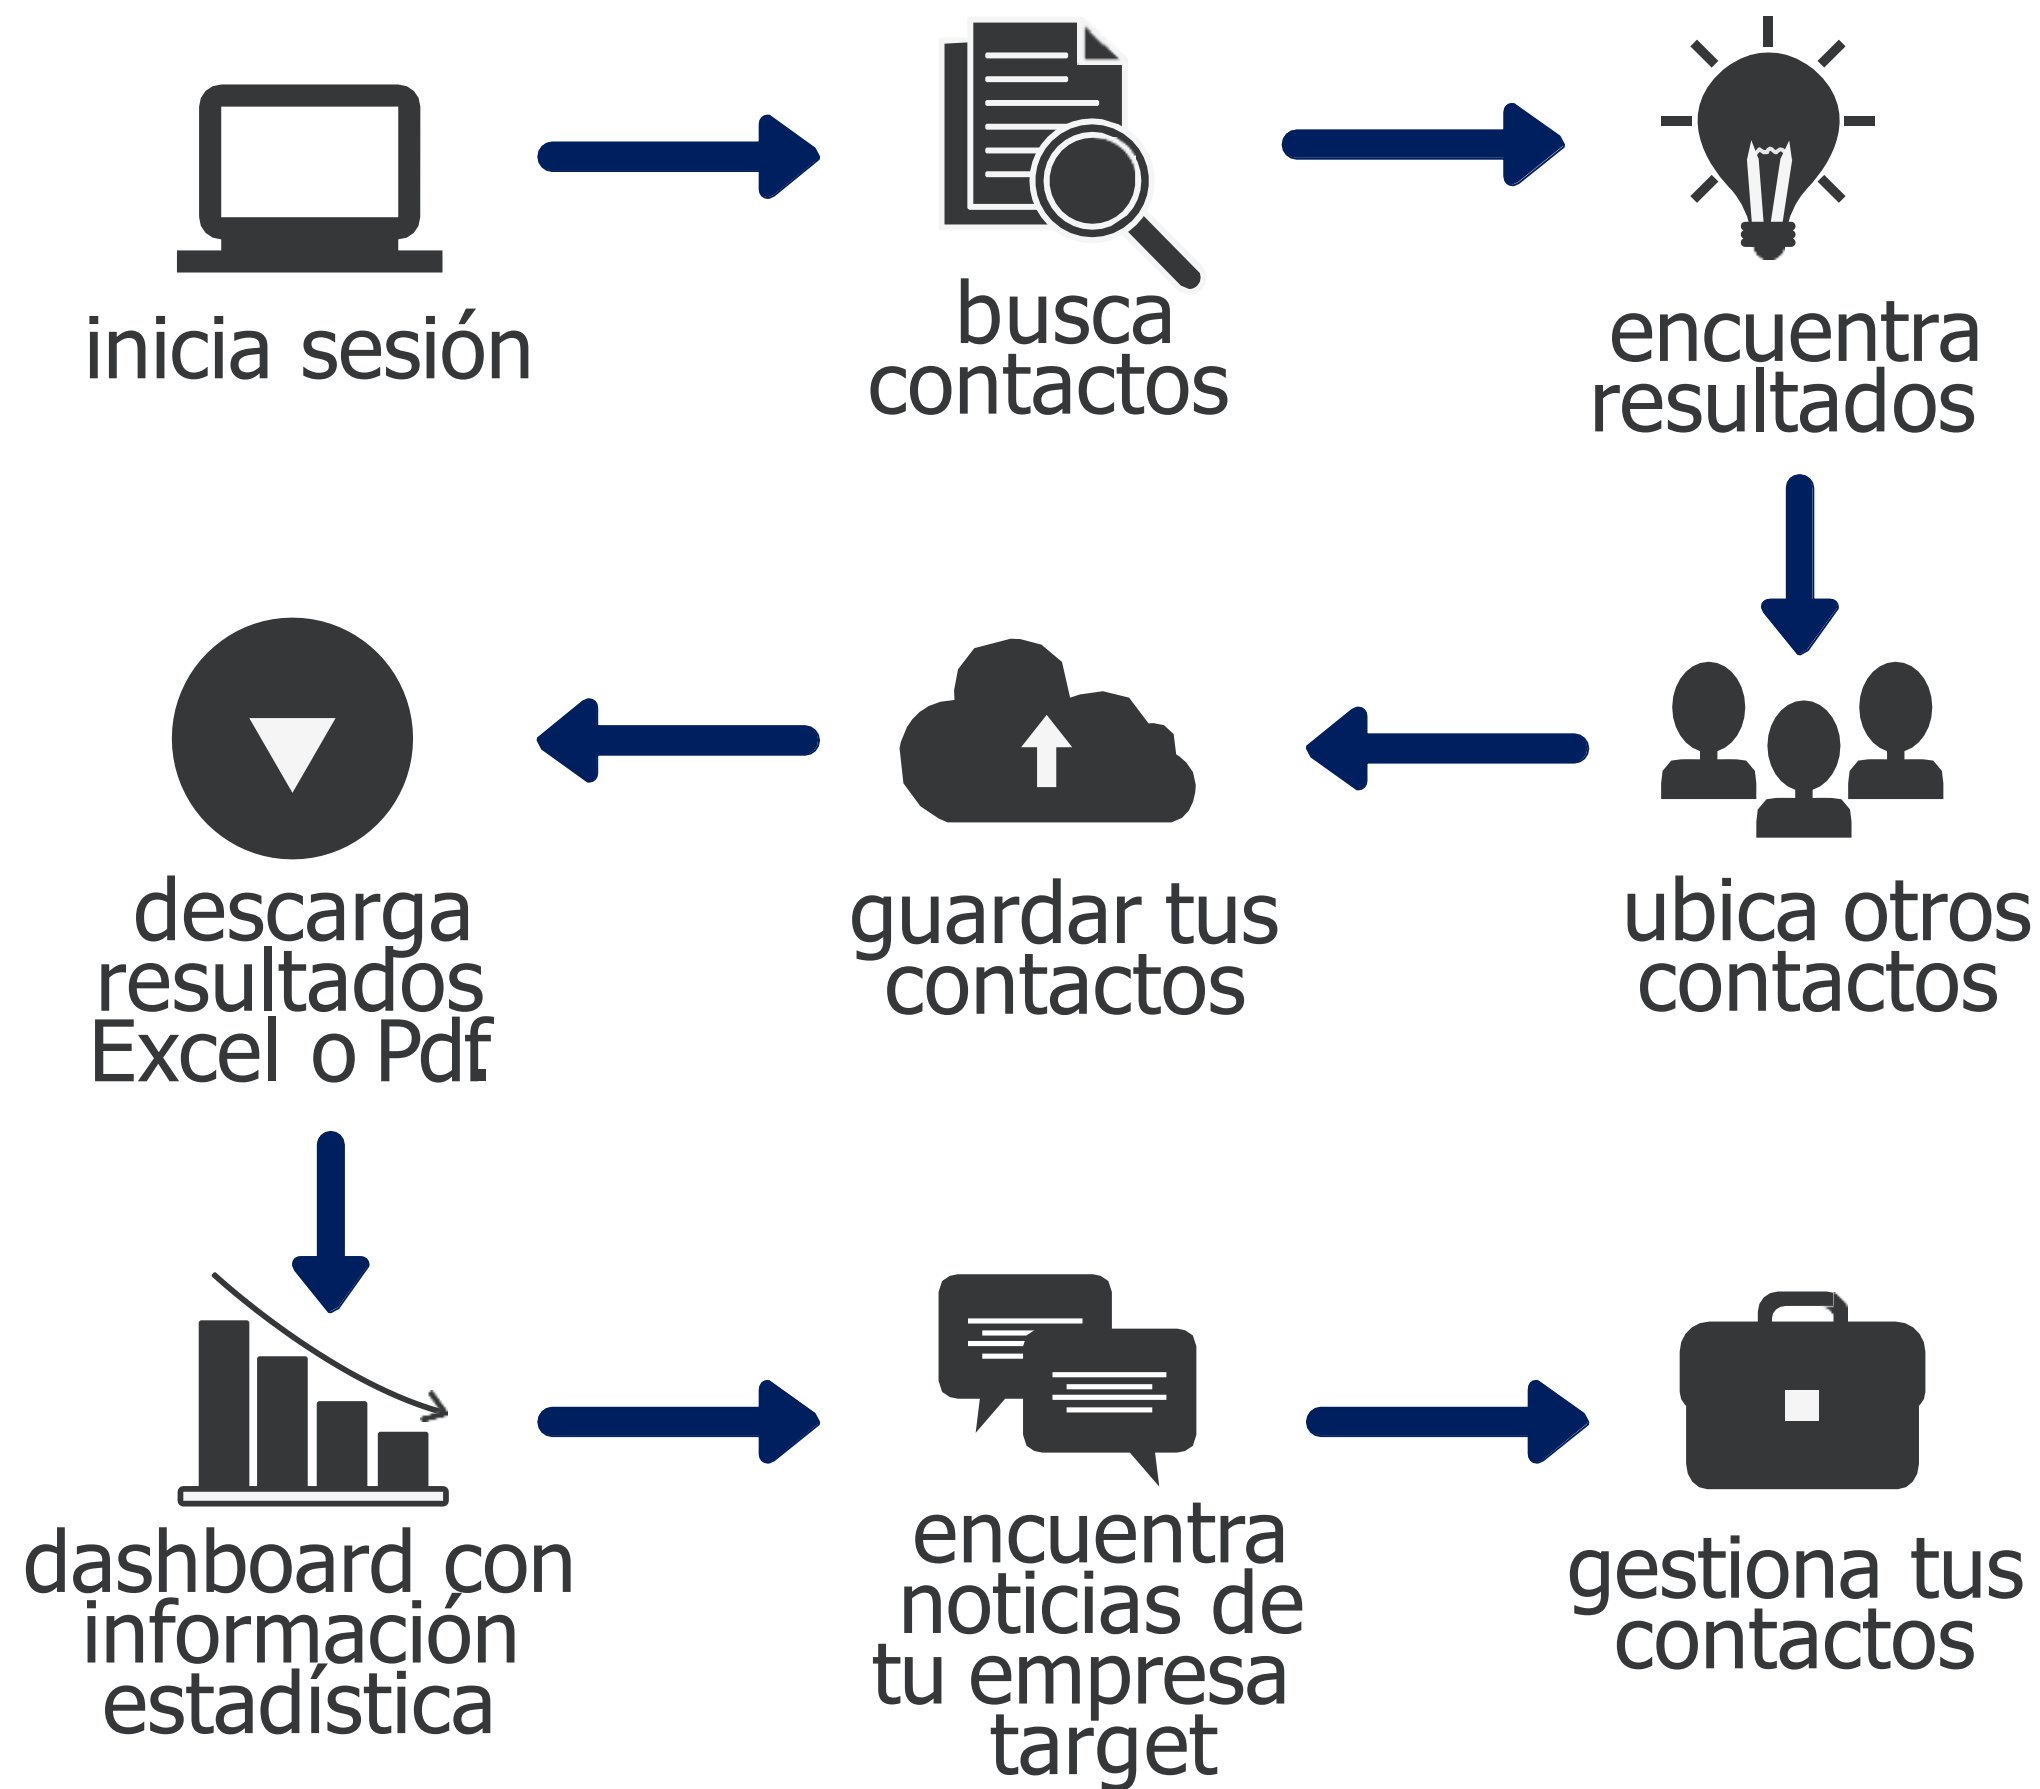 inicia sesión
busca
contactos
encuentra
resultados
ubica otros
contactos
guardar tus
contactos
descarga
resultados
Excel o Pdf.
dashboard con
información
estadística
encuentra
noticias de
tu empresa
target
gestiona tus
contactos